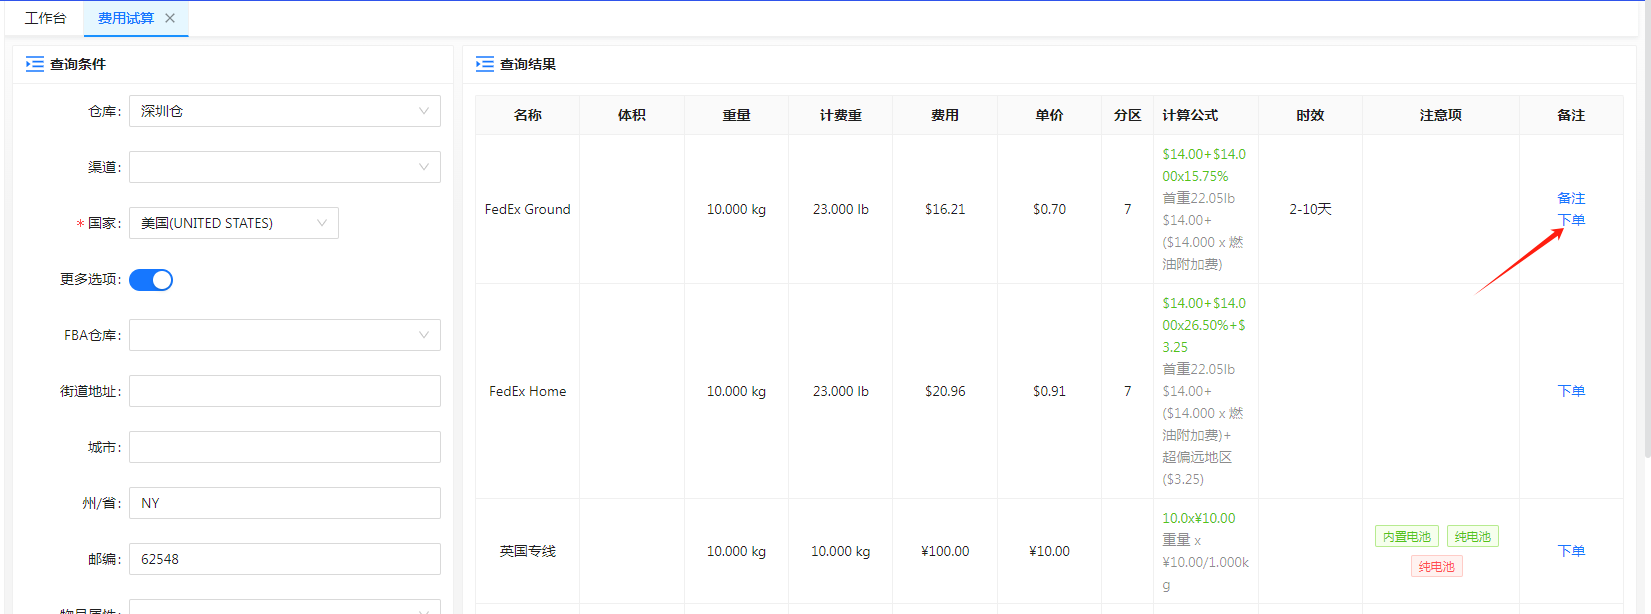 工作台
费用试算
查询条件
仓库:
深圳仓
渠道:
* 国家:
美国(UNITED STATES)
更多选项:
FBA仓库:
街道地址:
城市:
州/省:
NY
邮编:
62548
查询结果
名称 体积 重量 计费重 费用 单价 分区 计算公式 时效 注意项 备注
FedEx Ground
10.000 kg
23.000 lb
$16.21
$0.70
7
$14.00+$14.0
00x15.75%
首重22.05lb
$14.00+
($14.000 x 燃
油附加费)
2-10天
备注
下单
FedEx Home
10.000 kg
23.000 lb
$20.96
$0.91
7
$14.00+$14.0
00x26.50%+$
3.25
首重22.05lb
$14.00+
($14.000 x 燃
油附加费)+
超偏远地区
($3.25)
下单
英国专线
10.000 kg
10.000 kg
¥100.00
¥10.00
10.0x¥10.00
重量 x
¥10.00/1.000k
g
内置电池 纯电池
纯电池
下单